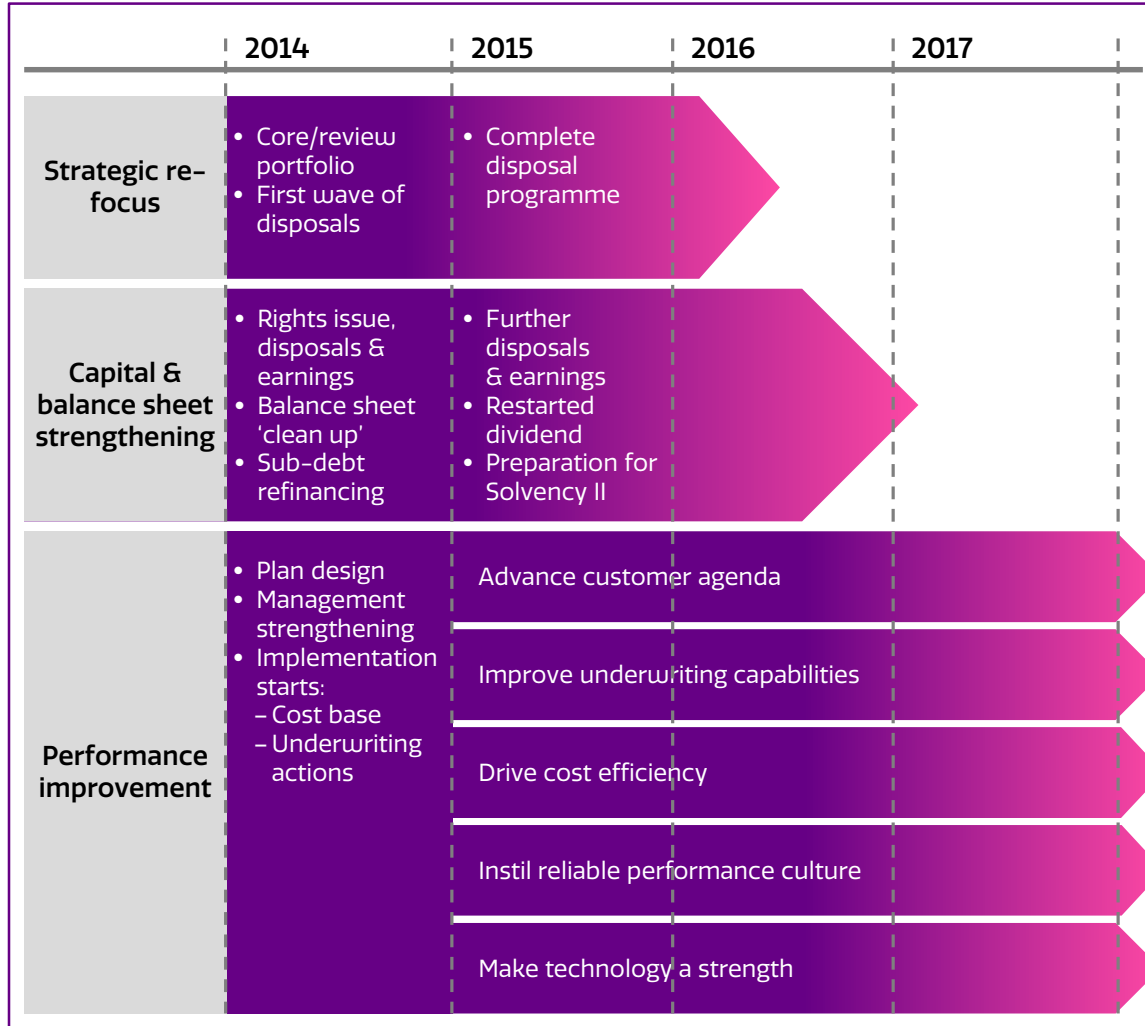 2014 2015 2016 2017
Strategic re-
focus
• Core/review
portfolio
• First wave of
disposals
• Complete
disposal
programme
Capital &
balance sheet
strengthening
• Rights issue,
disposals &
earnings
• Balance sheet
‘clean up’
• Sub-debt
refinancing
• Further
disposals
& earnings
• Restarted
dividend
• Preparation for
Solvency II
Performance
improvement
• Plan design
• Management
strengthening
• Implementation
starts:
– Cost base
– Underwriting
actions
Advance customer agenda
Improve underwriting capabilities
Drive cost efficiency
Instil reliable performance culture
Make technology a strength